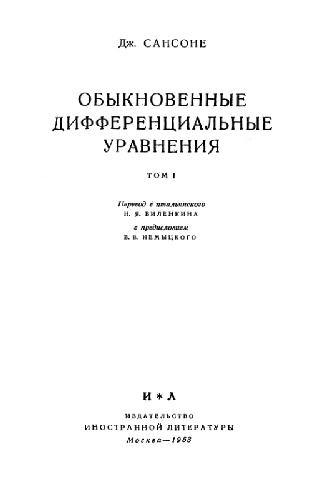 Дж. САНСОНЕ
ОБЫКНОВЕННЫЕ
ДИФФЕРЕНЦИАЛЬНЫЕ
УРАВНЕНИЯ
ТОМ I
Перевод с итальянского
Н. Я. ВИЛЕНКИНА
с предисловием
В. В. НЕМЫЦКОГО
И * Л
ИЗДАТЕЛЬСТВО
ИНОСТРАННОЙ ЛИТЕРАТУРЫ
Москва—1953